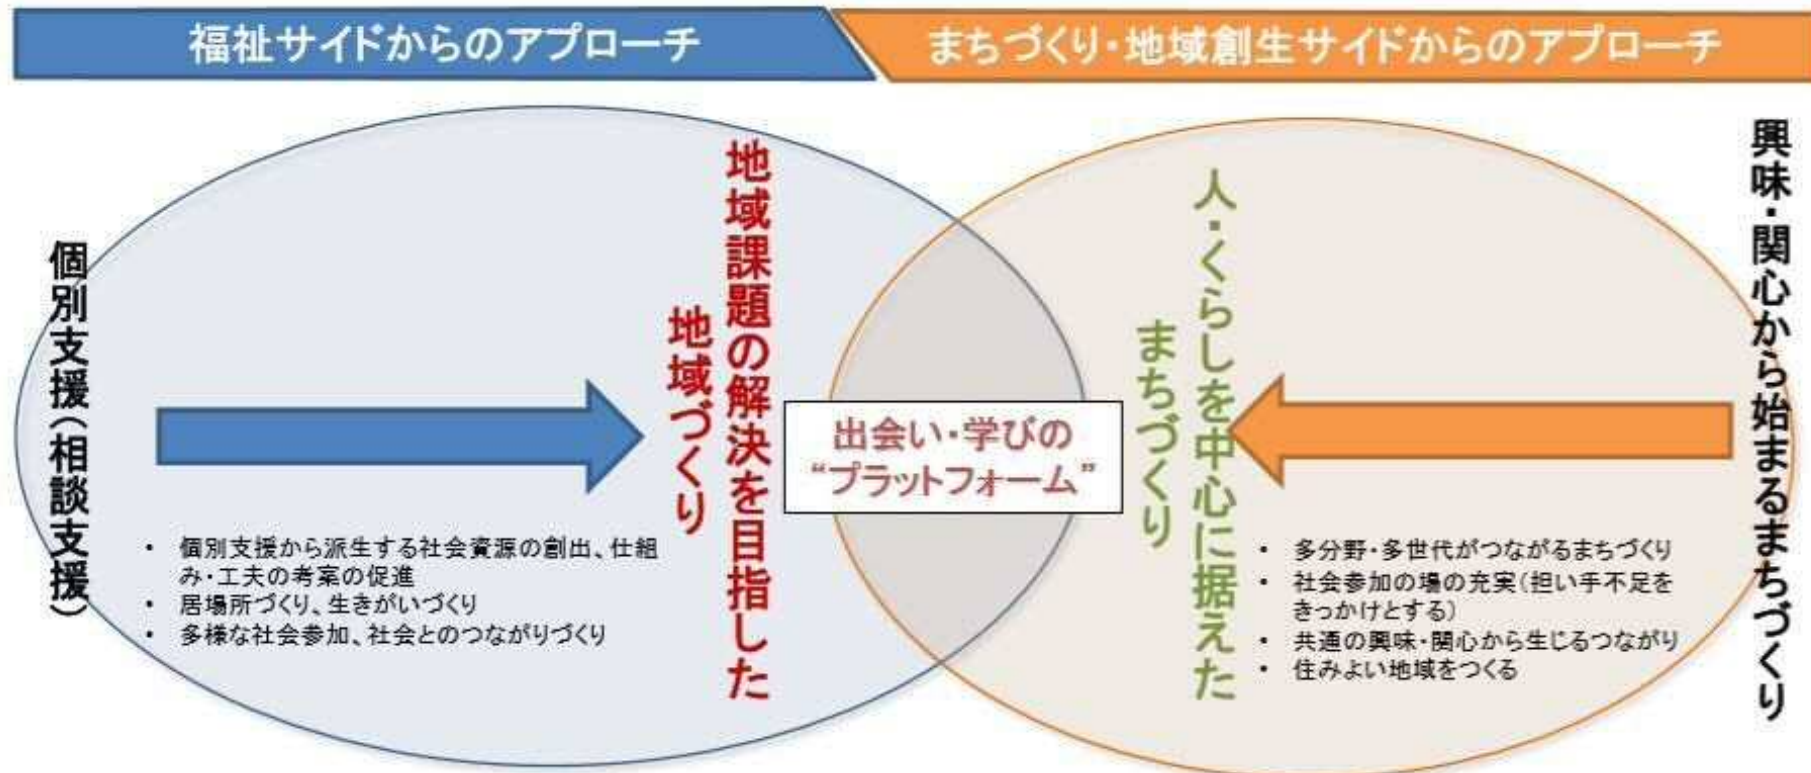 福祉サイドからのアプローチ
まちづくり・地域創生サイドからのアプローチ
個別支援(相談支援)
地域課題の解決を目指した
地域づくり
出会い・学びの
“プラットフォーム”
人・くらしを中心に据えた
まちづくり
興味・関心から始まるまちづくり
• 個別支援から派生する社会資源の創出、仕組
み・工夫の考案の促進
• 居場所づくり、生きがいづくり
• 多様な社会参加、社会とのつながりづくり
• 多分野・多世代がつながるまちづくり
• 社会参加の場の充実(担い手不足を
きっかけとする)
• 共通の興味・関心から生じるつながり
• 住みよい地域をつくる